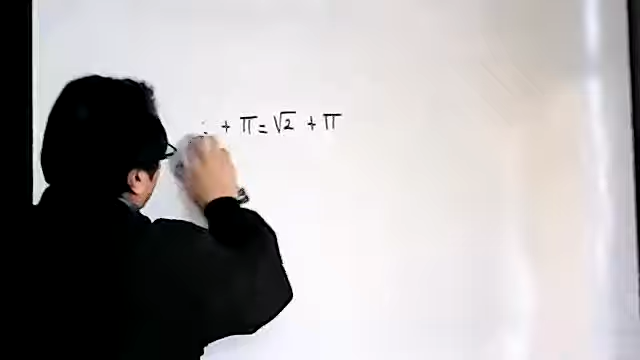 + π = √2 + π